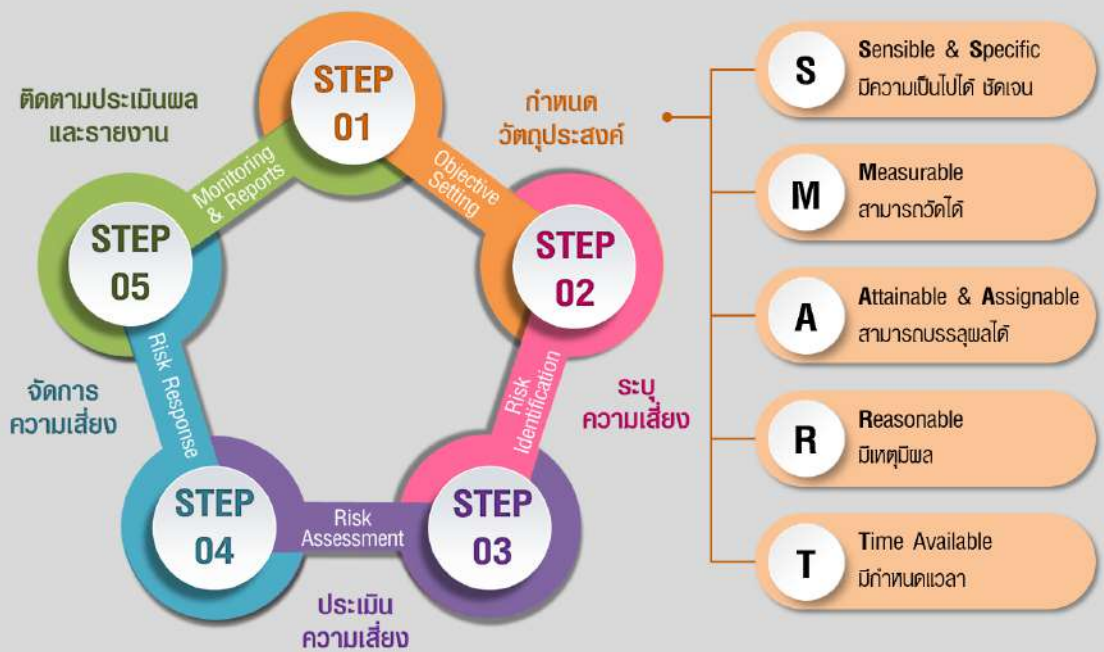 STEP
01
กำหนด
วัตถุประสงค์
Objective
Setting
STEP
02
ระบุ
ความเสี่ยง
Risk
Identification
STEP
03
ประเมิน
ความเสี่ยง
Risk
Assessment
STEP
04
จัดการ
ความเสี่ยง
Risk Response
STEP
05
ติดตามประเมินผล
และรายงาน
Monitoring
& Reports
S
Sensible & Specific
มีความเป็นไปได้ ชัดเจน
M
Measurable
สามารถวัดได้
A
Attainable & Assignable
สามารถบรรลุผลได้
R
Reasonable
มีเหตุมีผล
T
Time Available
มีกำหนดแวลา